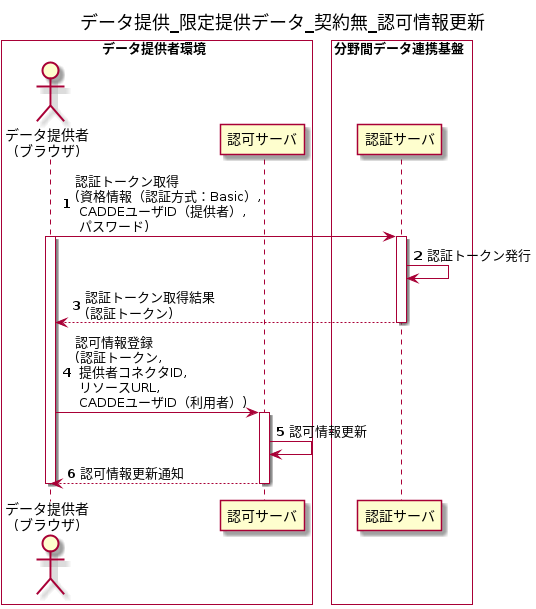 データ提供_限定提供データ_契約無_認可情報更新
データ提供者環境
分野間データ連携基盤
データ提供者
(ブラウザ)
認可サーバ
認証サーバ
1 認証トークン取得
(資格情報（認証方式：Basic）,
CADDEユーザID（提供者）,
パスワード)
2 認証トークン発行
3 認証トークン取得結果
(認証トークン)
4 認可情報登録
(認証トークン,
提供者コネクタID,
リソースURL,
CADDEユーザID（利用者）)
5 認可情報更新
6 認可情報更新通知
データ提供者
(ブラウザ)
認可サーバ
認証サーバ